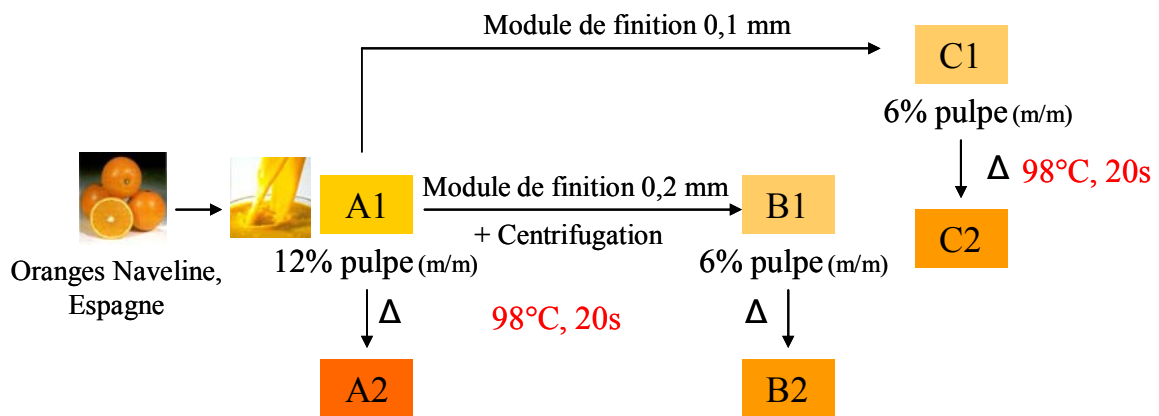 Module de finition 0,1 mm
C1
6% pulpe (m/m)
Δ 98°C, 20s
C2
A1
Module de finition 0,2 mm
+ Centrifugation
B1
Oranges Naveline,
Espagne
12% pulpe (m/m)
6% pulpe (m/m)
Δ
98°C, 20s
Δ
A2
B2